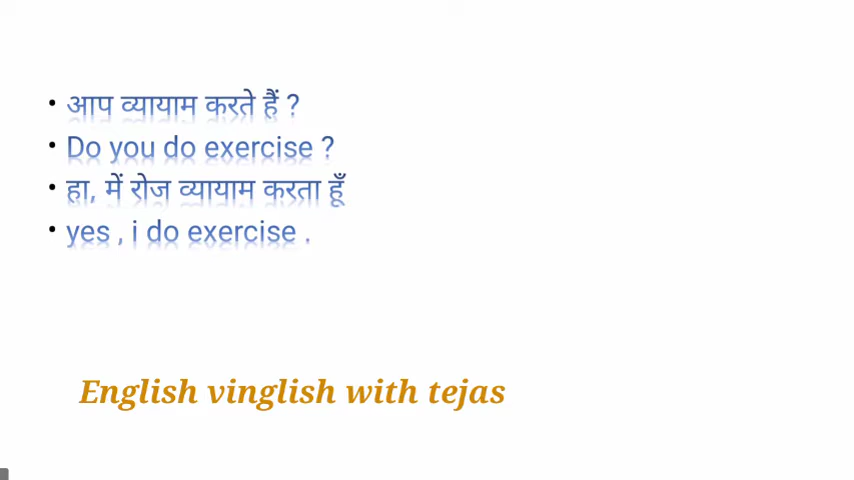 • आप व्यायाम करते हैं ?
• Do you do exercise ?
• हा, में रोज व्यायाम करता हूँ
• yes , i do exercise .
English vinglish with tejas